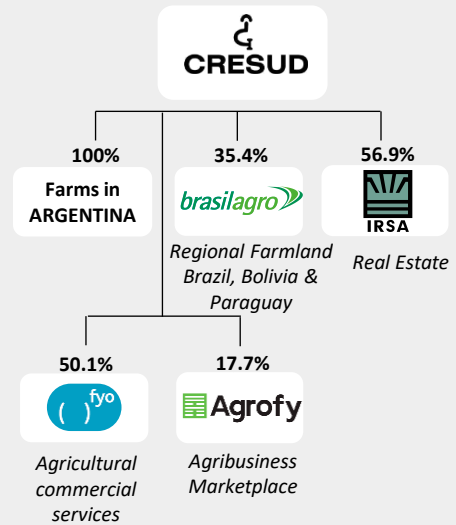 CRESUD
100%
35.4%
56.9%
Farms in
ARGENTINA
brasilagro
IRSA
Regional Farmland
Brazil, Bolivia &
Paraguay
Real Estate
50.1%
17.7%
( ) fyo
Agrofy
Agricultural
commercial
services
Agribusiness
Marketplace